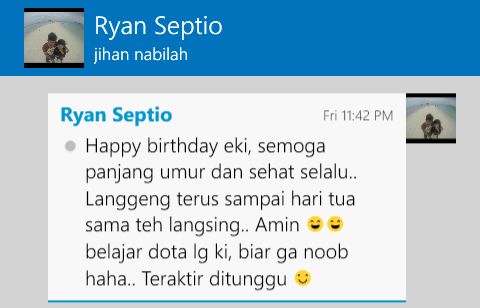 Ryan Septio
jihan nabilah
Ryan Septio
Fri 11:42 PM
Happy birthday eki, semoga
panjang umur dan sehat selalu..
Langgeng terus sampai hari tua
sama teh langsing.. Amin 😄😄
belajar dota lg ki, biar ga noob
haha.. Teraktir ditunggu 🙂